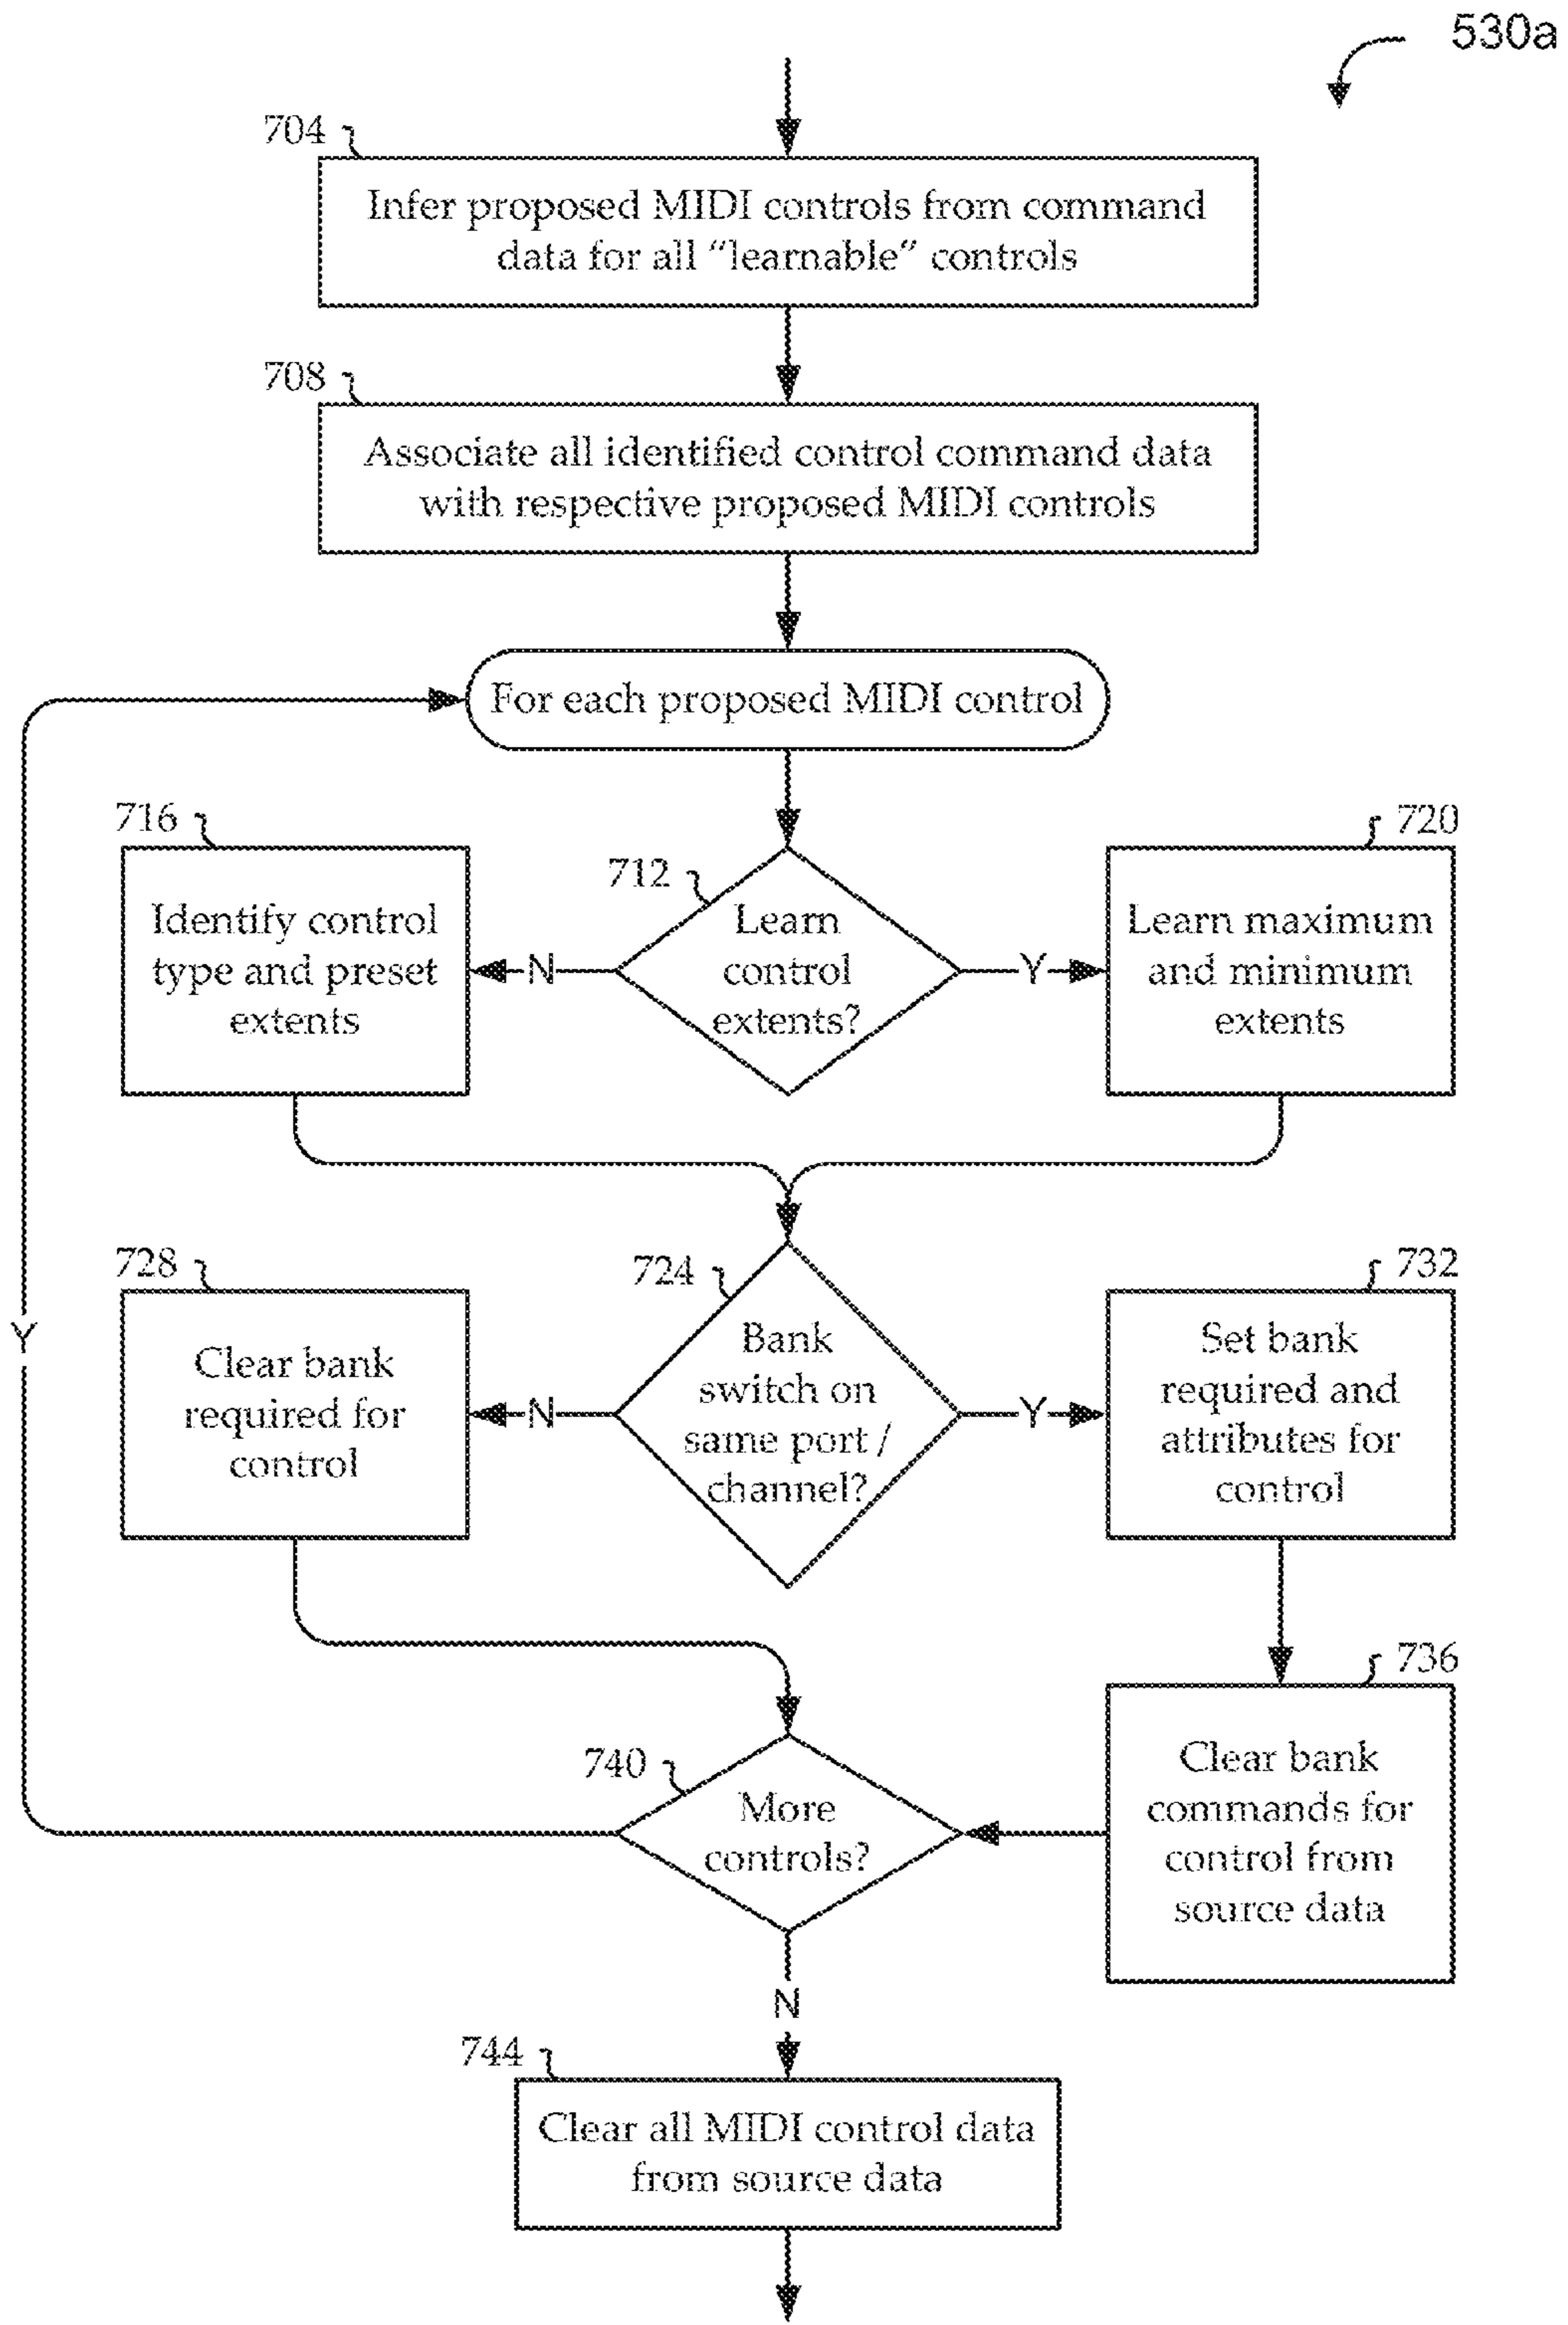 530a
704
Infer proposed MIDI controls from command
data for all “learnable” controls
708
Associate all identified control command data
with respective proposed MIDI controls
For each proposed MIDI control
716
Identify control
type and preset
extents
N
712
Learn
control
extents?
Y
720
Learn maximum
and minimum
extents
728
Clear bank
required for
control
N
724
Bank
switch on
same port /
channel?
Y
732
Set bank
required and
attributes for
control
Y
740
More
controls?
736
Clear bank
commands for
control from
source data
N
744
Clear all MIDI control data
from source data